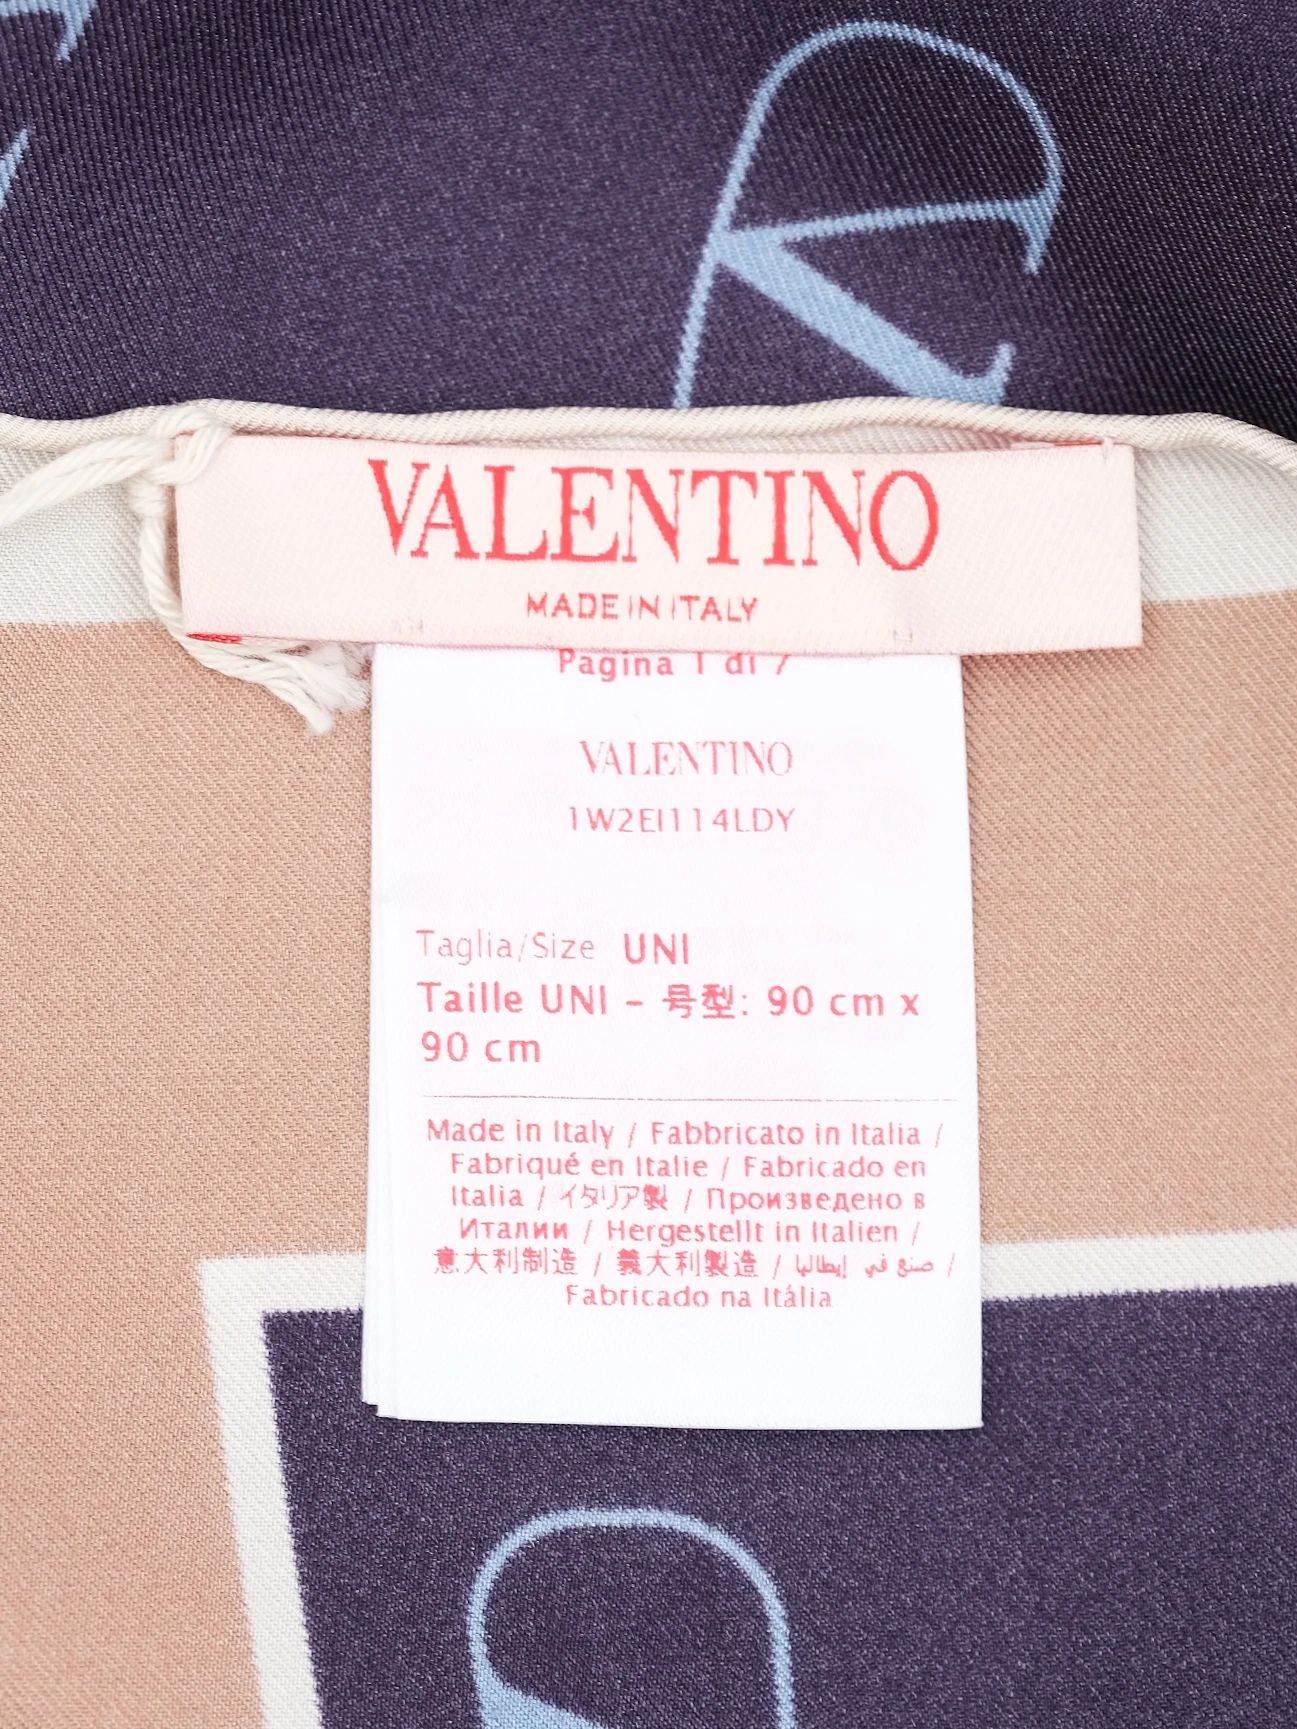 VALENTINO
MADE IN ITALY
Pagina 1 di 7
VALENTINO
1W2EI114LDY
Taglia/Size UNI
Taille UNI - 号型: 90 cm x
90 cm
Made in Italy / Fabbricato in Italia /
Fabriqué en Italie / Fabricado en
Italia / イタリア製 / Произведено в
Италии / Hergestellt in Italien /
意大利制造 / 義大利製造 / صنع في إيطاليا /
Fabricado na Itália